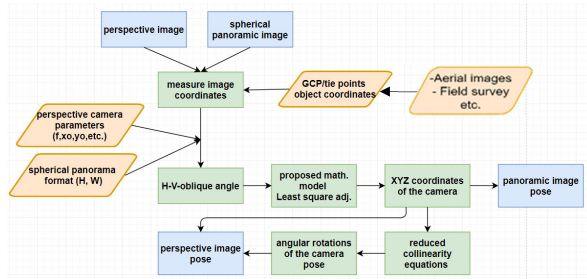 perspective image
spherical
panoramic image
measure image
coordinates
GCP/tie points
object coordinates
-Aerial images
- Field survey
etc.
perspective camera
parameters
(f,xo,yo,etc.)
spherical panorama
format (H, W)
H-V-oblique angle
proposed math.
model
Least square adj.
XYZ coordinates
of the camera
panoramic image
pose
perspective image
pose
angular rotations
of the camera
pose
reduced
collinearity
equations